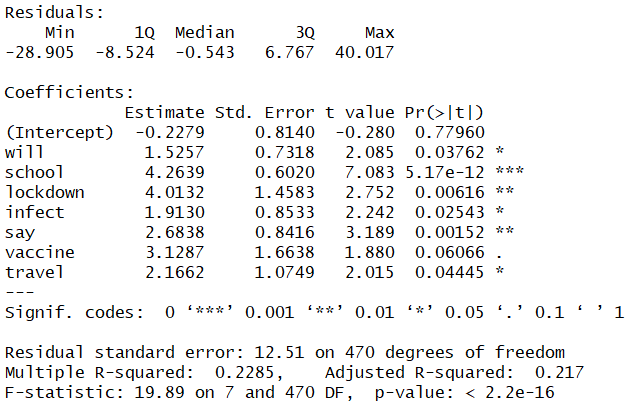 Residuals:
    Min      1Q  Median      3Q     Max
-28.905  -8.524  -0.543   6.767  40.017

Coefficients:
            Estimate Std. Error t value Pr(>|t|)
(Intercept)  -0.2279     0.8140  -0.280  0.77960
will          1.5257     0.7318   2.085  0.03762 *
school        4.2639     0.6020   7.083 5.17e-12 ***
lockdown      4.0132     1.4583   2.752  0.00616 **
infect        1.9130     0.8533   2.242  0.02543 *
say           2.6838     0.8416   3.189  0.00152 **
vaccine       3.1287     1.6638   1.880  0.06066 .
travel        2.1662     1.0749   2.015  0.04445 *
---
Signif. codes:  0 ‘***’ 0.001 ‘**’ 0.01 ‘*’ 0.05 ‘.’ 0.1 ‘ ’ 1

Residual standard error: 12.51 on 470 degrees of freedom
Multiple R-squared:  0.2285,    Adjusted R-squared:  0.217
F-statistic: 19.89 on 7 and 470 DF,  p-value: < 2.2e-16